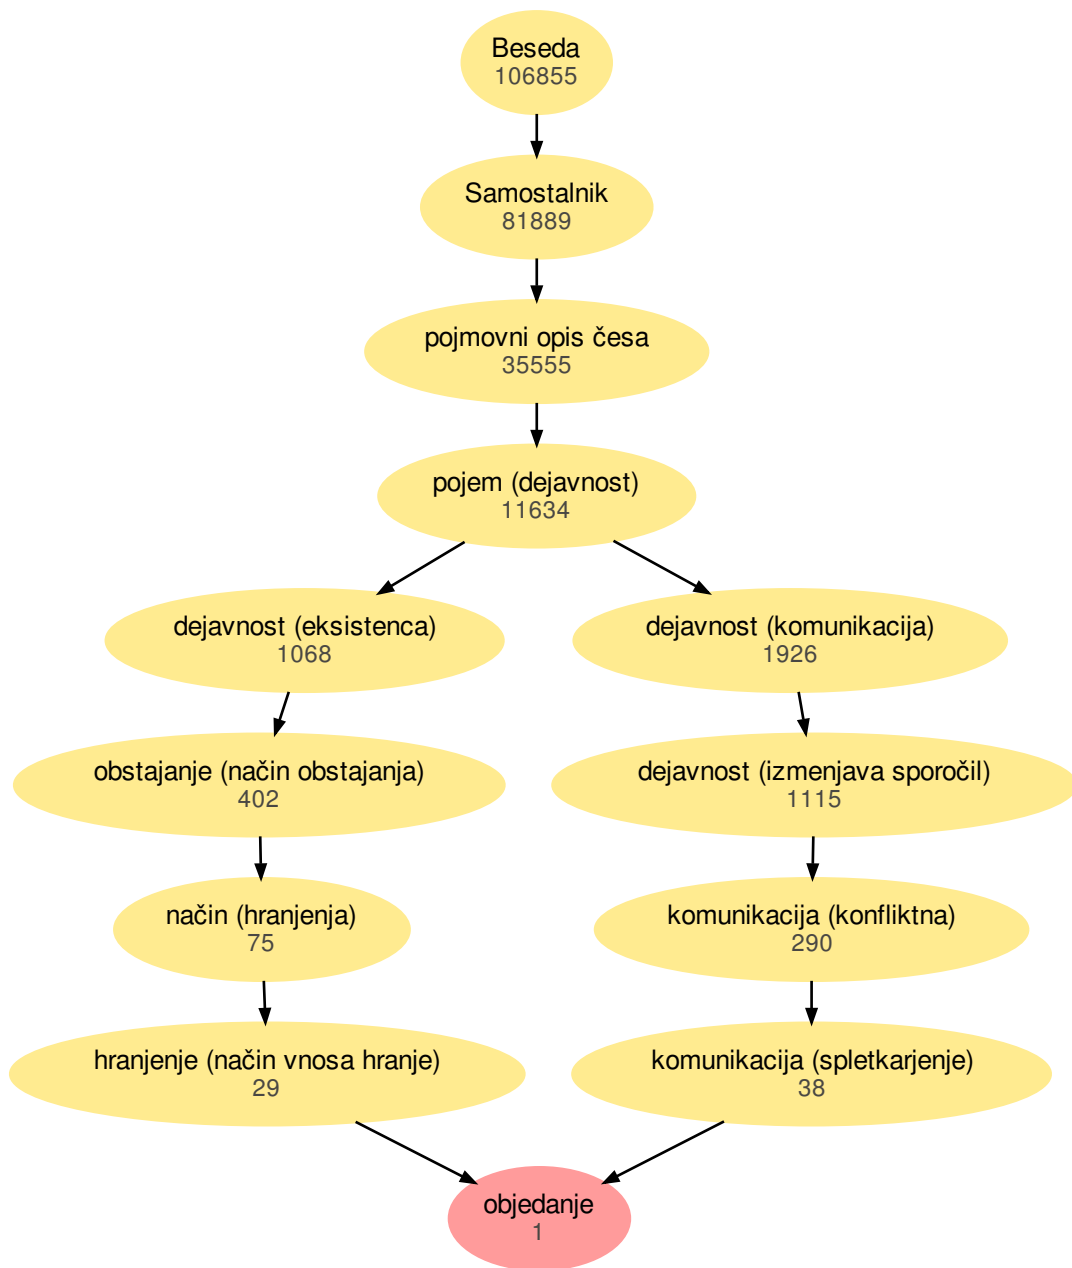 Beseda
106855
Samostalnik
81889
pojmovni opis česa
35555
pojem (dejavnost)
11634
dejavnost (eksistenca)
1068
dejavnost (komunikacija)
1926
obstajanje (način obstajanja)
402
dejavnost (izmenjava sporočil)
1115
način (hranjenja)
75
komunikacija (konfliktna)
290
hranjenje (način vnosa hranje)
29
komunikacija (spletkarjenje)
38
objedanje
1